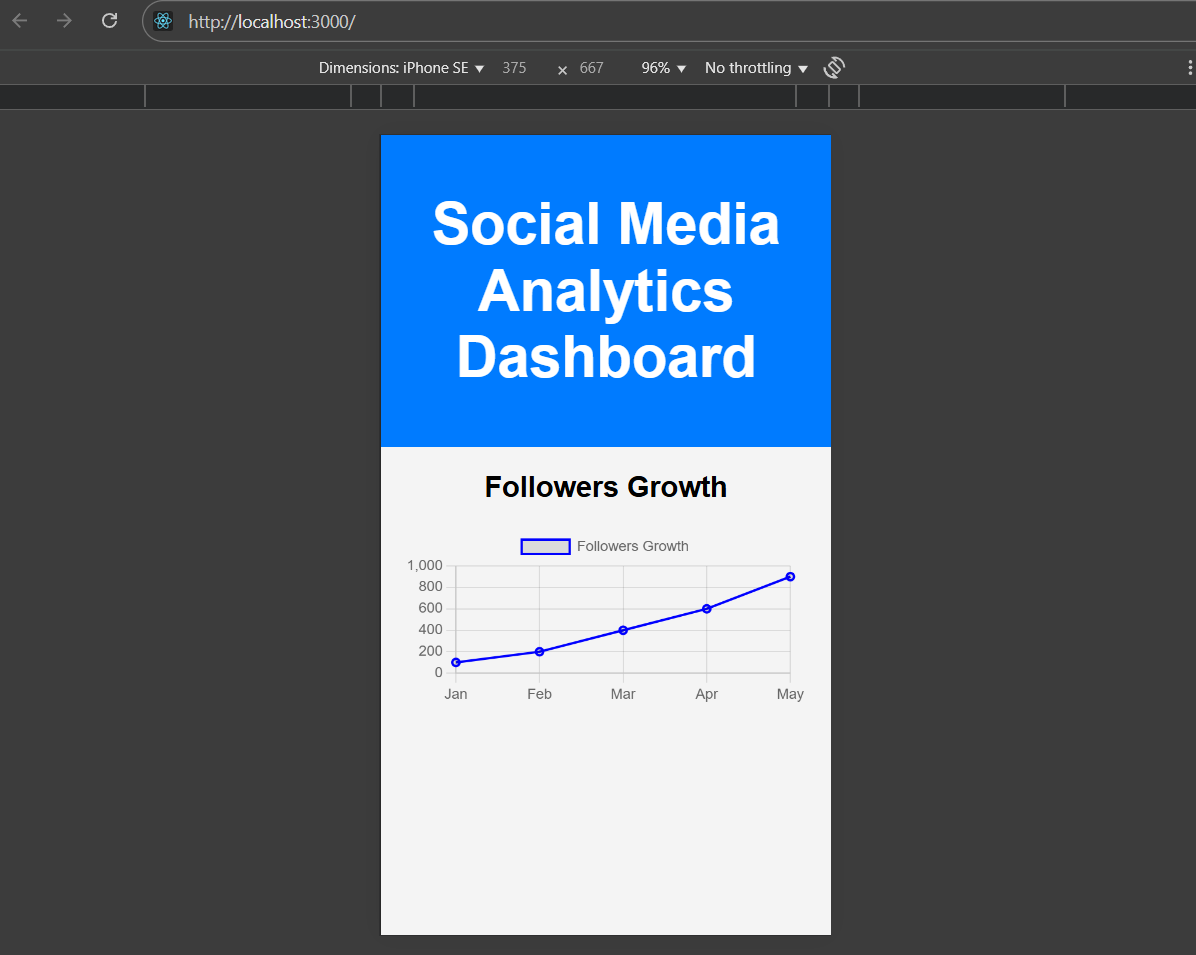 http://localhost:3000/
Dimensions: iPhone SE ▼ 375 × 667 96% ▼ No throttling ▼
Social Media
Analytics
Dashboard
Followers Growth
Followers Growth
1,000
800
600
400
200
0
Jan Feb Mar Apr May